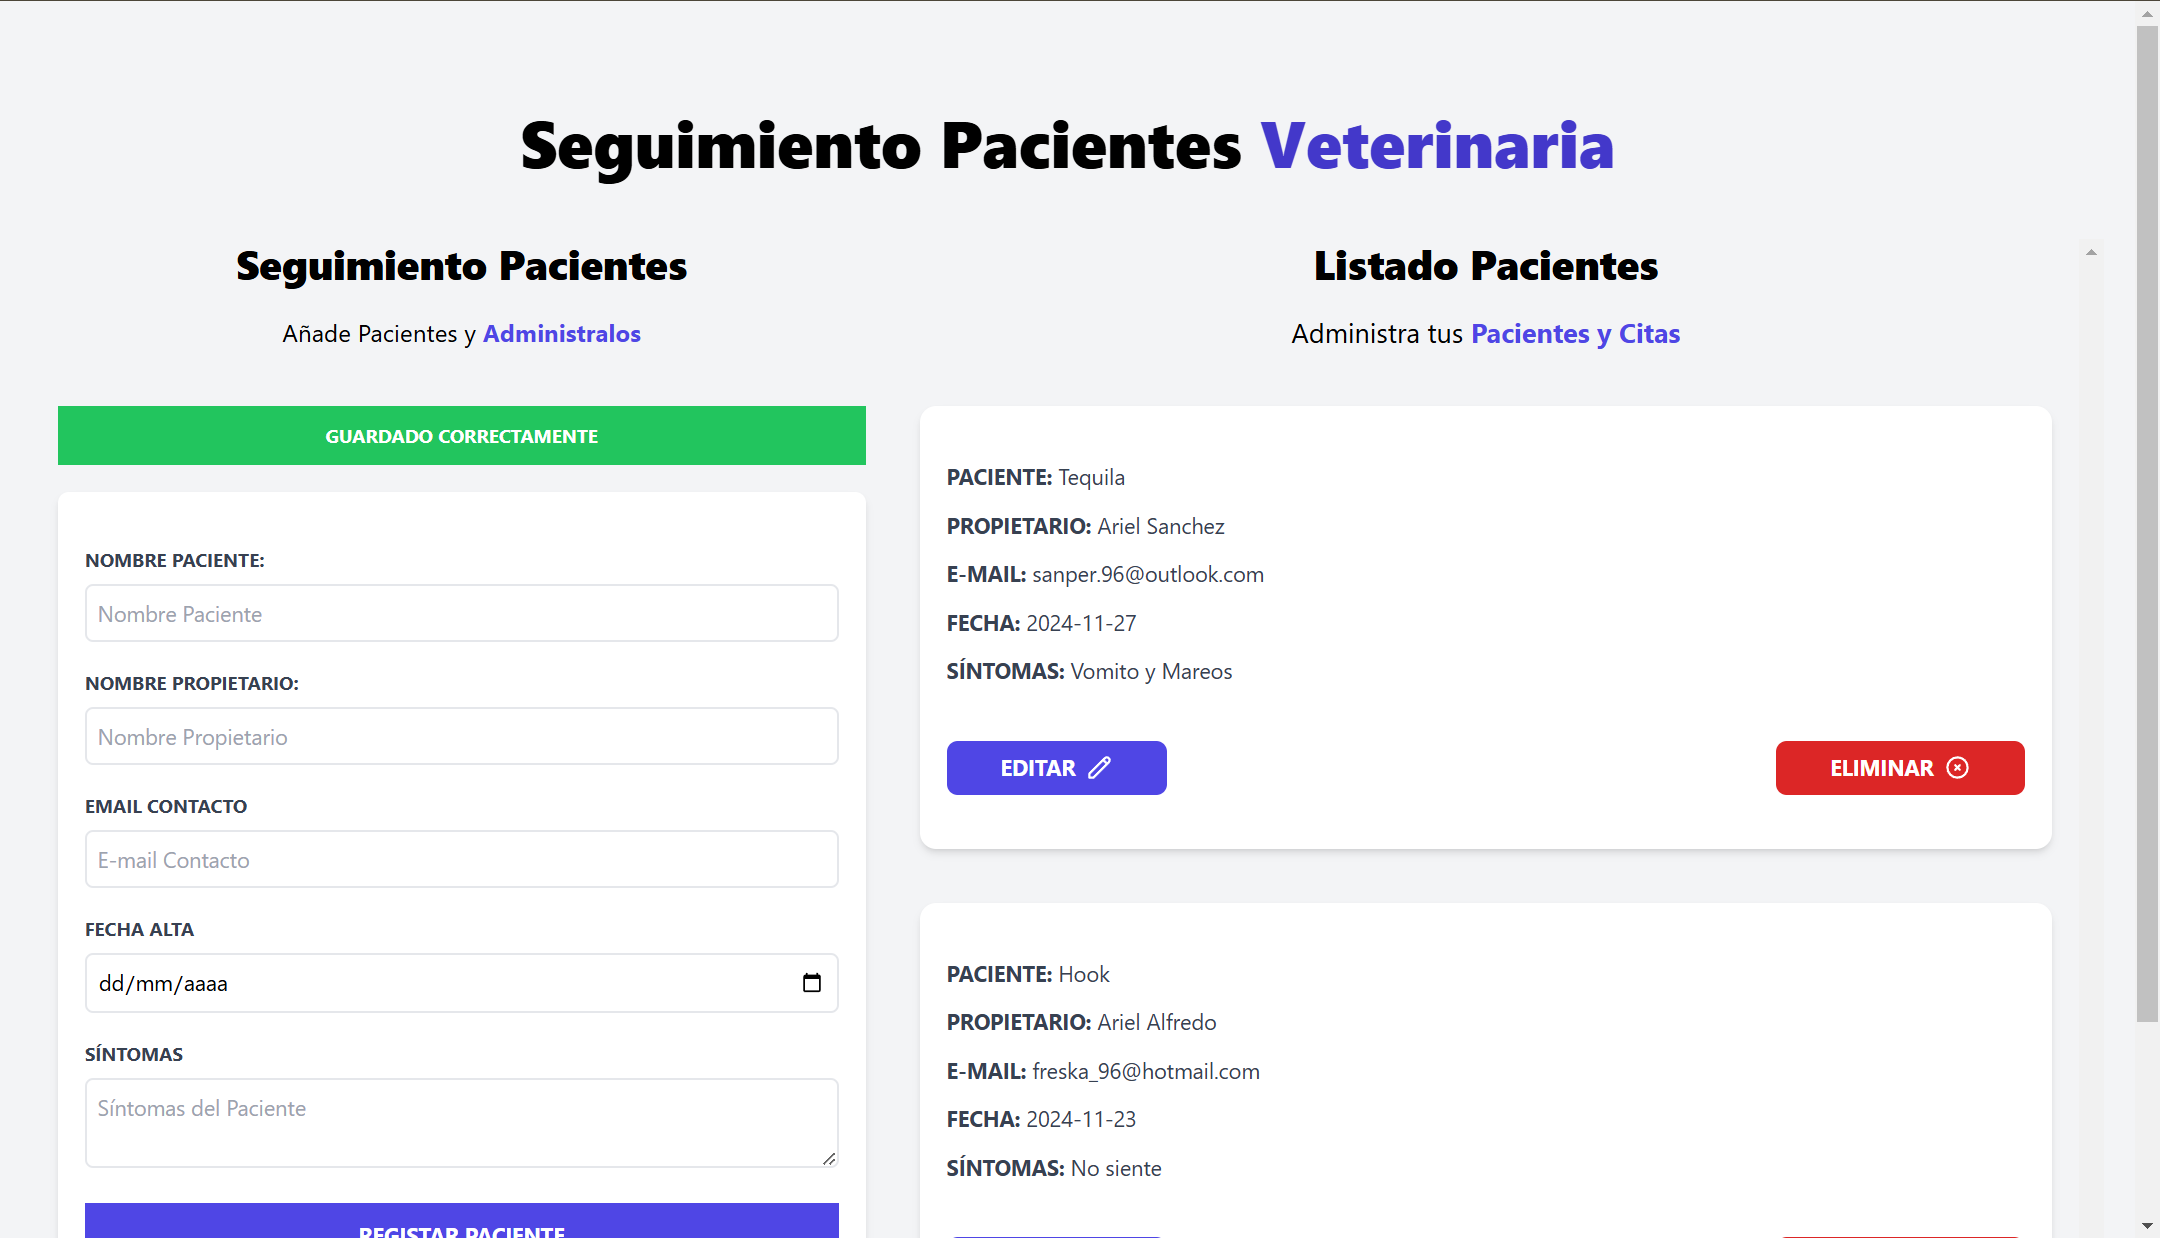 Seguimiento Pacientes Veterinaria
Seguimiento Pacientes
Añade Pacientes y Administralos
GUARDADO CORRECTAMENTE
NOMBRE PACIENTE:
Nombre Paciente
NOMBRE PROPIETARIO:
Nombre Propietario
EMAIL CONTACTO
E-mail Contacto
FECHA ALTA
dd/mm/aaaa
SÍNTOMAS
Síntomas del Paciente
REGISTAR PACIENTE
Listado Pacientes
Administra tus Pacientes y Citas
PACIENTE: Tequila
PROPIETARIO: Ariel Sanchez
E-MAIL: sanper.96@outlook.com
FECHA: 2024-11-27
SÍNTOMAS: Vomito y Mareos
EDITAR
ELIMINAR
PACIENTE: Hook
PROPIETARIO: Ariel Alfredo
E-MAIL: freska_96@hotmail.com
FECHA: 2024-11-23
SÍNTOMAS: No siente